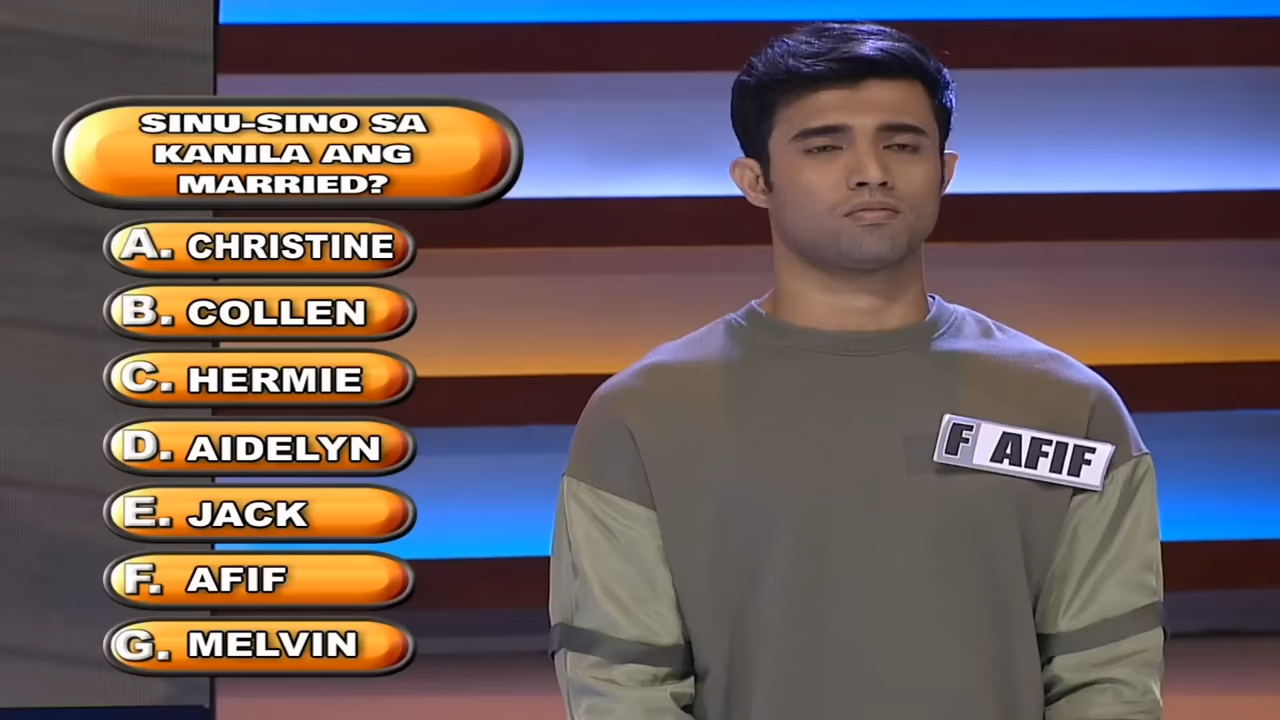 SINU-SINO SA
KANILA ANG
MARRIED?
A. CHRISTINE
B. COLLEN
C. HERMIE
D. AIDELYN
E. JACK
F. AFIF
G. MELVIN
F AFIF